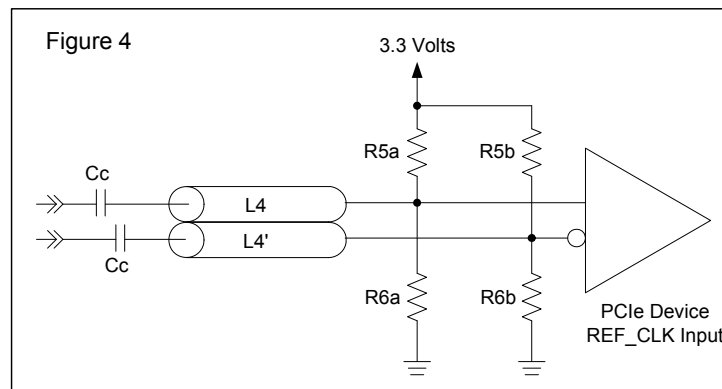 Figure 4
3.3 Volts
R5a
R5b
Cc
L4
L4'
Cc
R6a
R6b
PCIe Device
REF_CLK Input